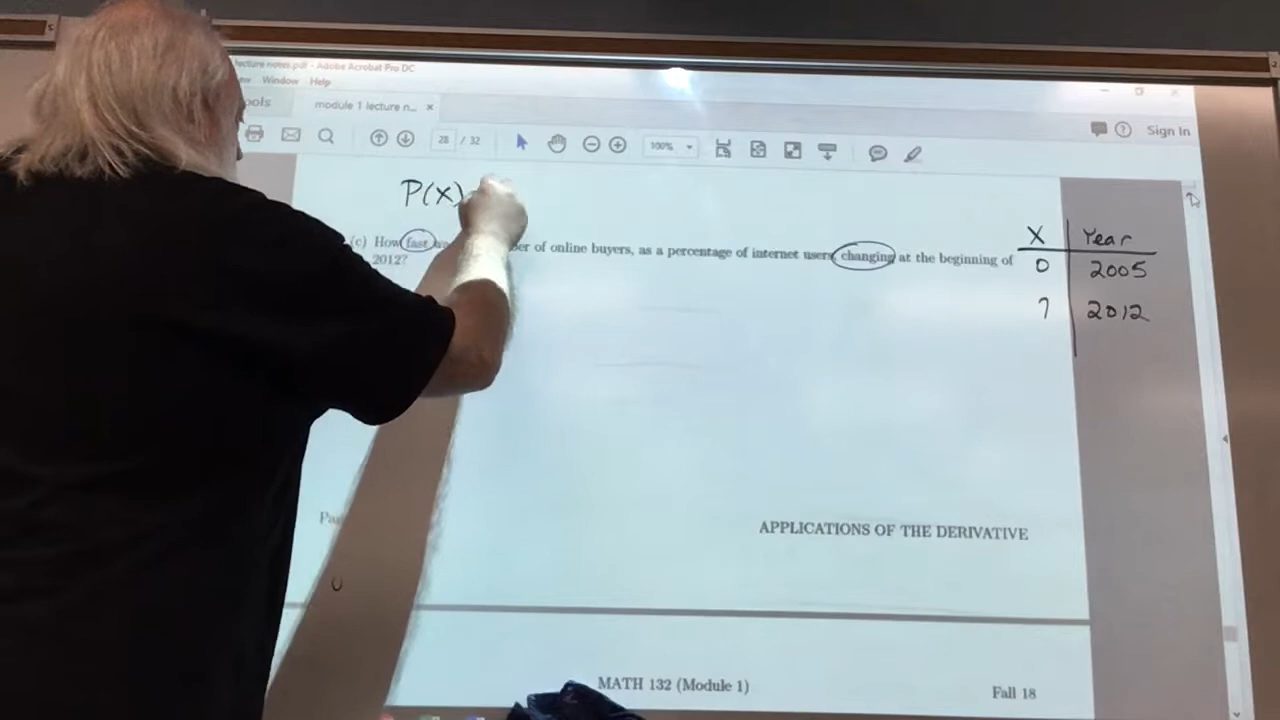 lecture notes.pdf - Adobe Acrobat Pro DC
Window Help
module 1 lecture n... ×
28 / 32
100%
Sign In
P(X)
(c) How fast of online buyers, as a percentage of internet users, changing at the beginning of
2012?
X Year
0 2005
7 2012
APPLICATIONS OF THE DERIVATIVE
MATH 132 (Module 1)
Fall 18